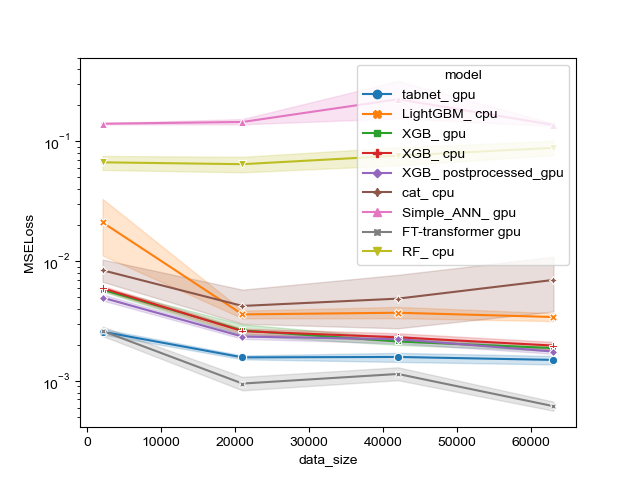 model
tabnet_ gpu
LightGBM_ cpu
XGB_ gpu
XGB_ cpu
XGB_ postprocessed_gpu
cat_ cpu
Simple_ANN_ gpu
FT-transformer gpu
RF_ cpu
MSELoss
10⁻¹
10⁻²
10⁻³
0 10000 20000 30000 40000 50000 60000
data_size